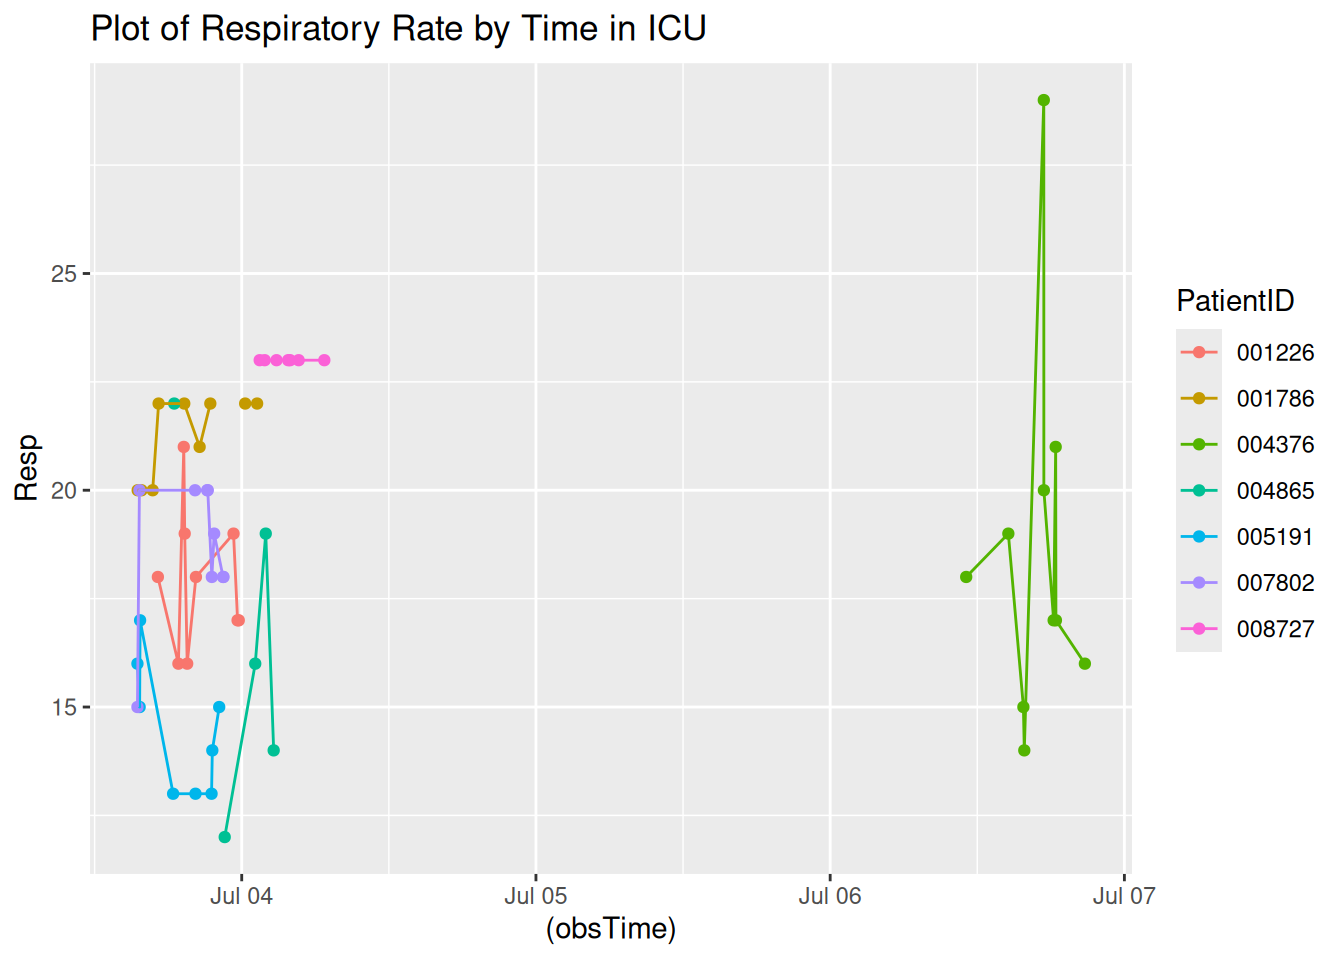 Plot of Respiratory Rate by Time in ICU
25
20
15
Resp
Jul 04 Jul 05 Jul 06 Jul 07
(obsTime)
PatientID
001226
001786
004376
004865
005191
007802
008727